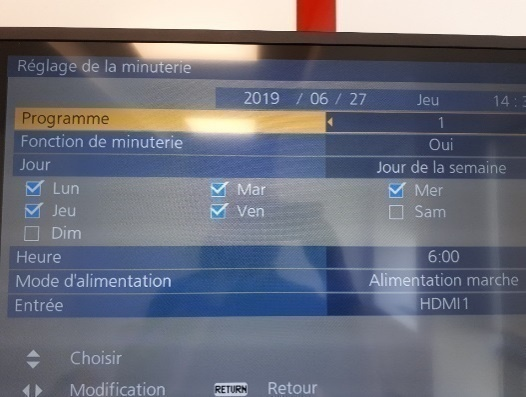 Réglage de la minuterie
2019 / 06 / 27 Jeu 14 :
Programme 1
Fonction de minuterie Oui
Jour Jour de la semaine
Lun Mar Mer
Jeu Ven Sam
Dim
Heure 6:00
Mode d'alimentation Alimentation marche
Entrée HDMI1
Choisir
Modification RETURN Retour